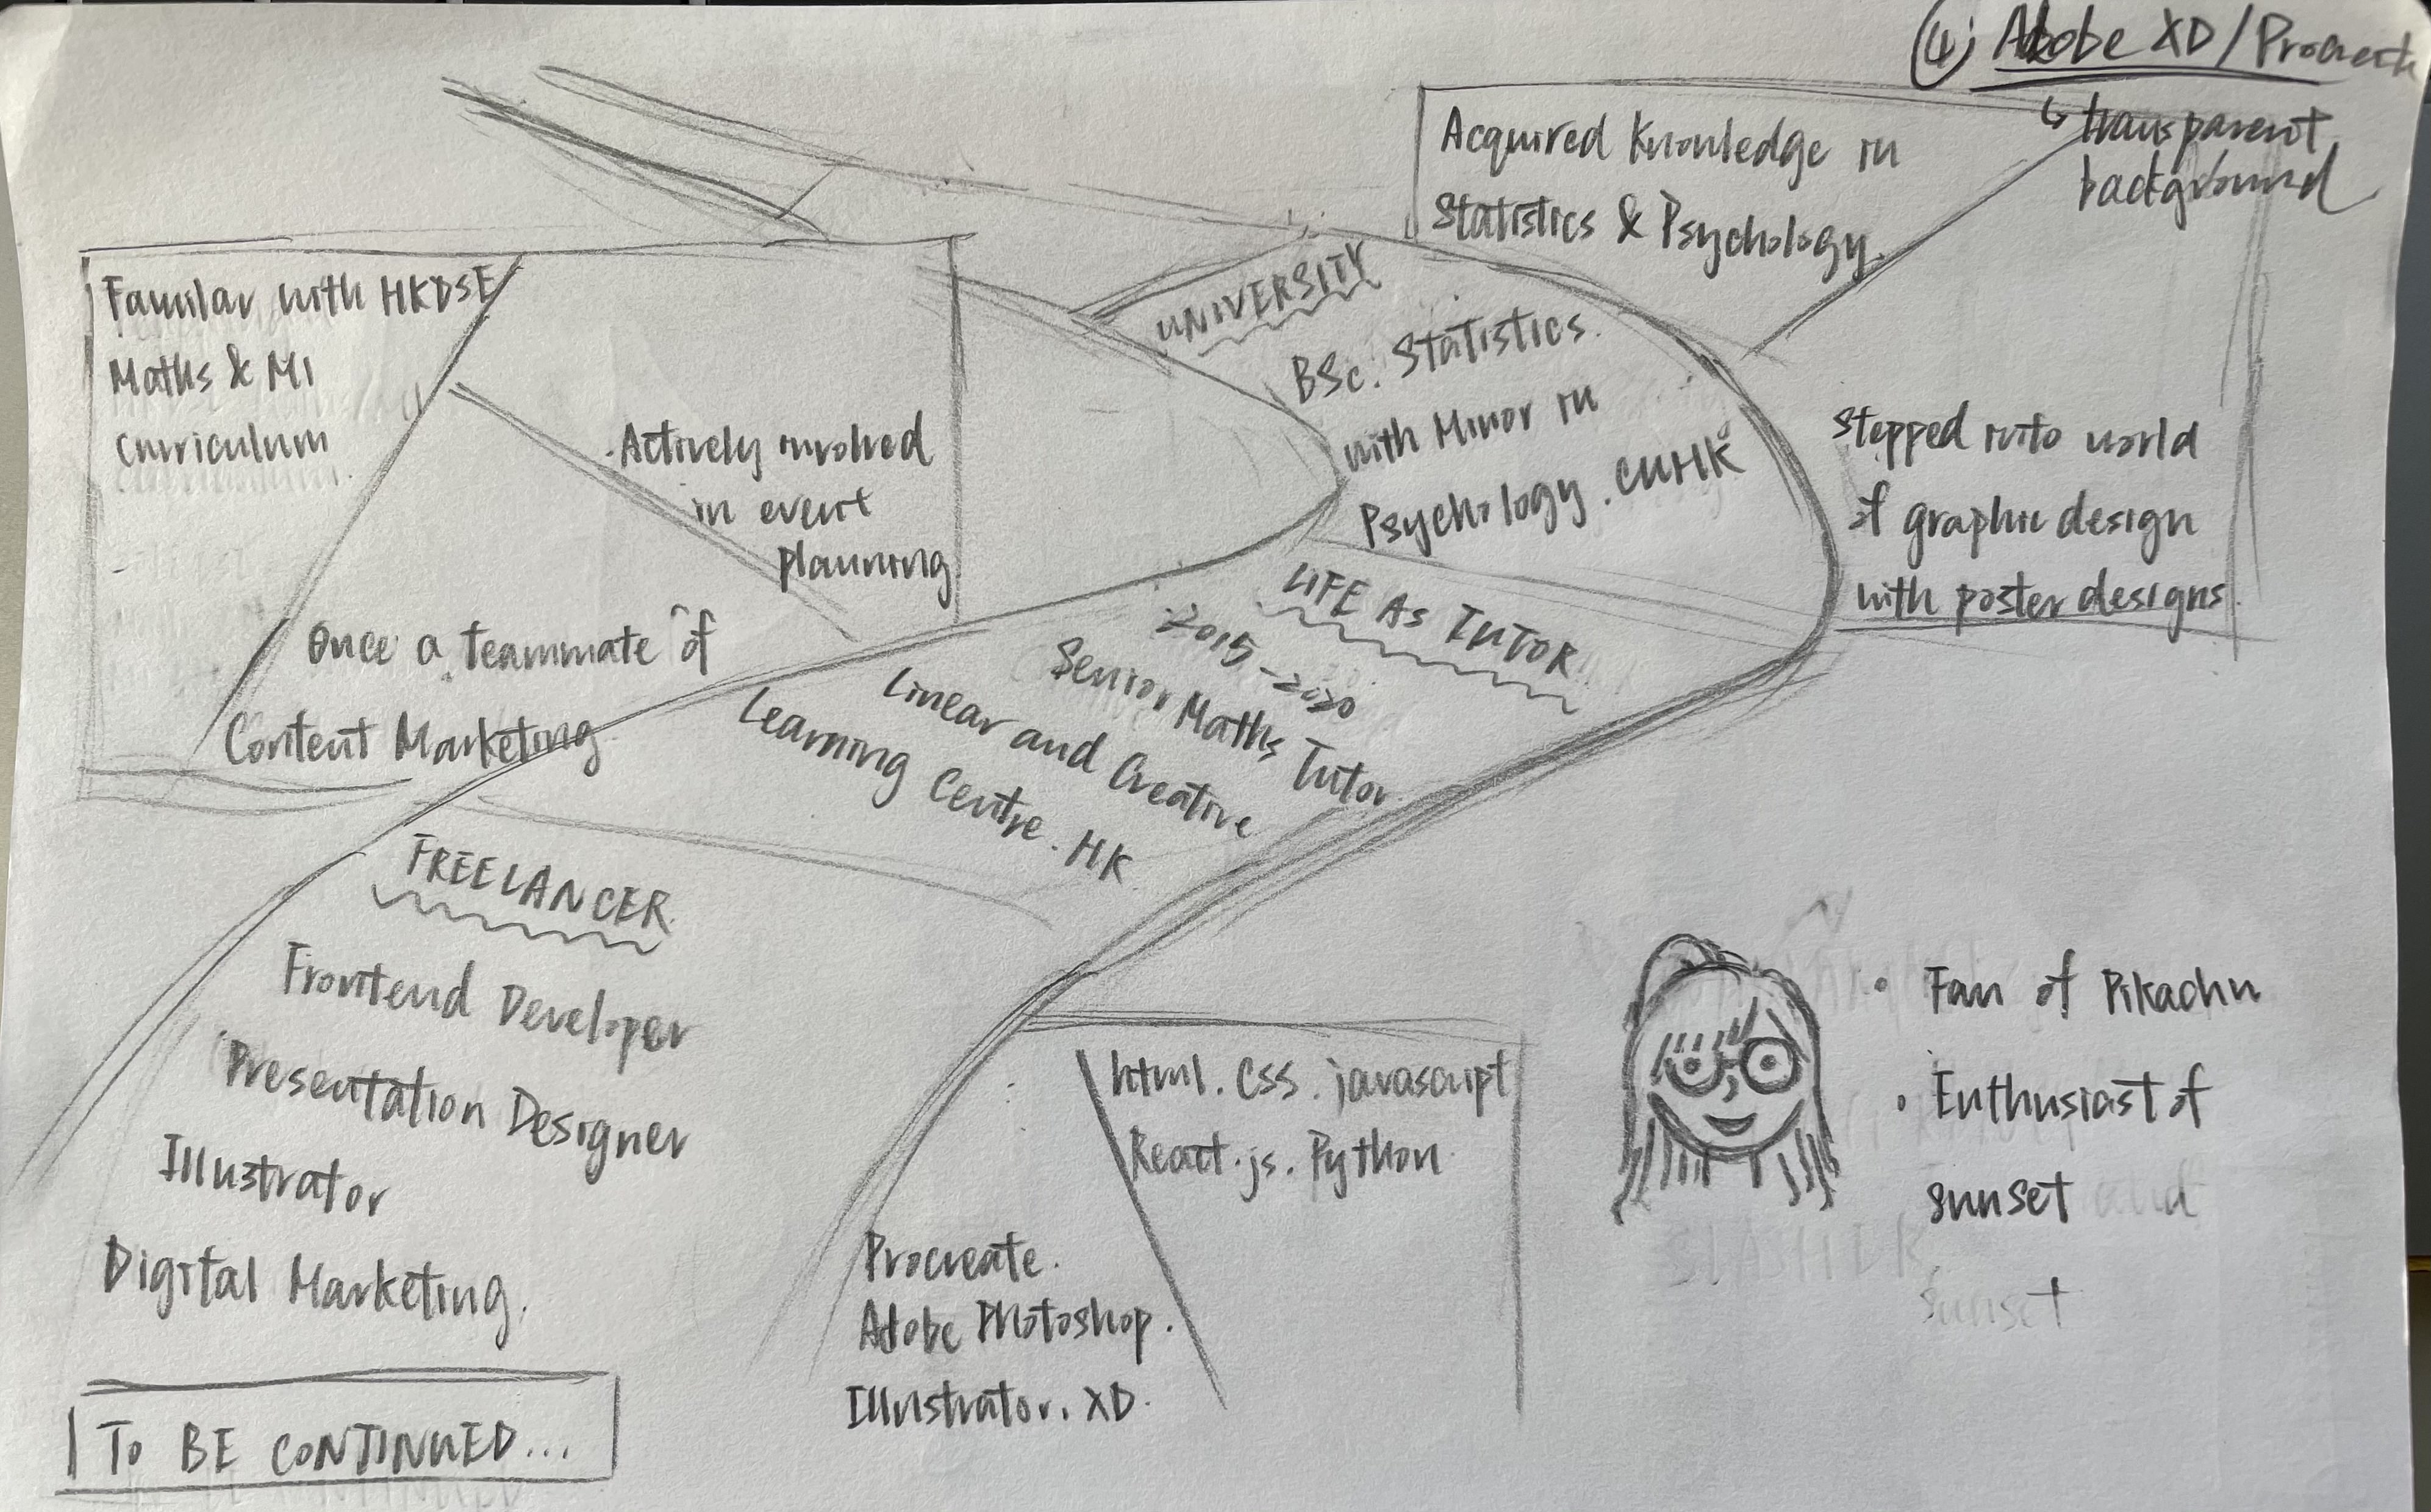 (4) Adobe XD / Procreate
↳ transparent
background
Acquired knowledge in
Statistics & Psychology
UNIVERSITY
BSc. Statistics.
with Minor in
Psychology. CUHK
Stepped into world
of graphic design
with poster designs.
Familar with HKDSE
Maths & M1
curriculum
Actively involved
in event
planning
Once a teammate of
Content Marketing
LIFE AS TUTOR
2015-2020
Senior Maths Tutor
Linear and Creative
Learning Centre. HK
FREELANCER
Frontend Developer
Presentation Designer
Illustrator
Digital Marketing.
TO BE CONTINUED...
html. CSS. javascript
React.js. Python
Procreate.
Adobe Photoshop.
Illustrator. XD.
• Fan of Pikachu
• Enthusiast of
sunset and
sunset